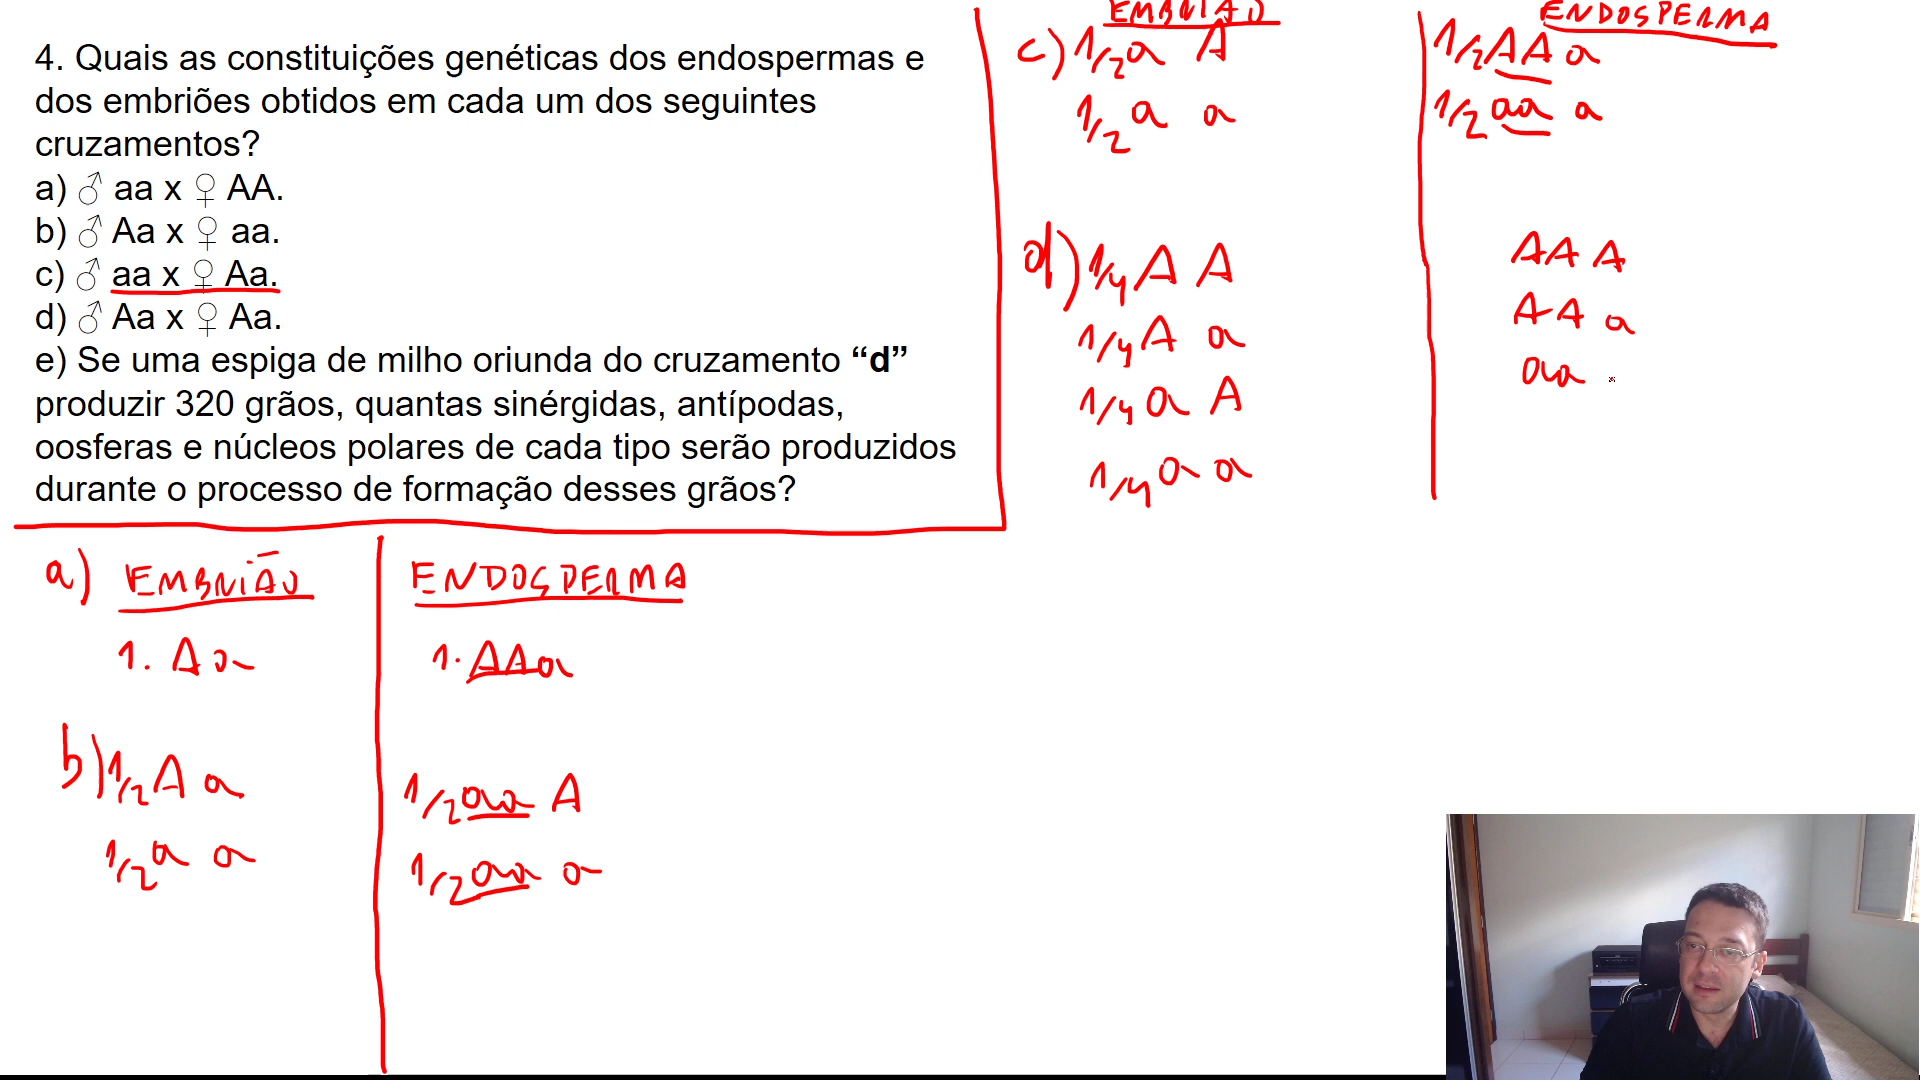 4. Quais as constituições genéticas dos endospermas e
dos embriões obtidos em cada um dos seguintes
cruzamentos?
a) ♂ aa x ♀ AA.
b) ♂ Aa x ♀ aa.
c) ♂ aa x ♀ Aa.
d) ♂ Aa x ♀ Aa.
e) Se uma espiga de milho oriunda do cruzamento “d”
produzir 320 grãos, quantas sinérgidas, antípodas,
oosferas e núcleos polares de cada tipo serão produzidos
durante o processo de formação desses grãos?
a) EMBRIÃO
1. Aa
b) 1/2 A a
1/2 a a
ENDOSPERMA
1. AAa
1/2 aa A
1/2 aa a
EMBRIÃO
c) 1/2 a A
1/2 a a
d) 1/4 A A
1/4 A a
1/4 a A
1/4 a a
ENDOSPERMA
1/2 AA a
1/2 aa a
AA A
AA a
aa